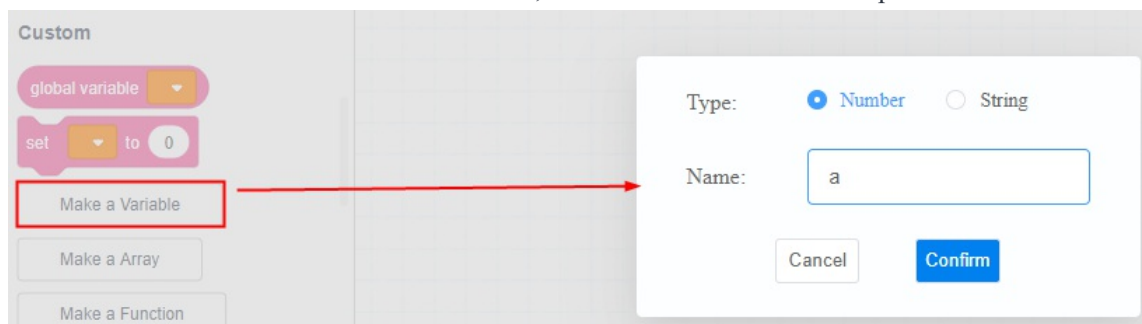 Custom
global variable
set to 0
Make a Variable
Make a Array
Make a Function
Type: Number String
Name: a
Cancel Confirm